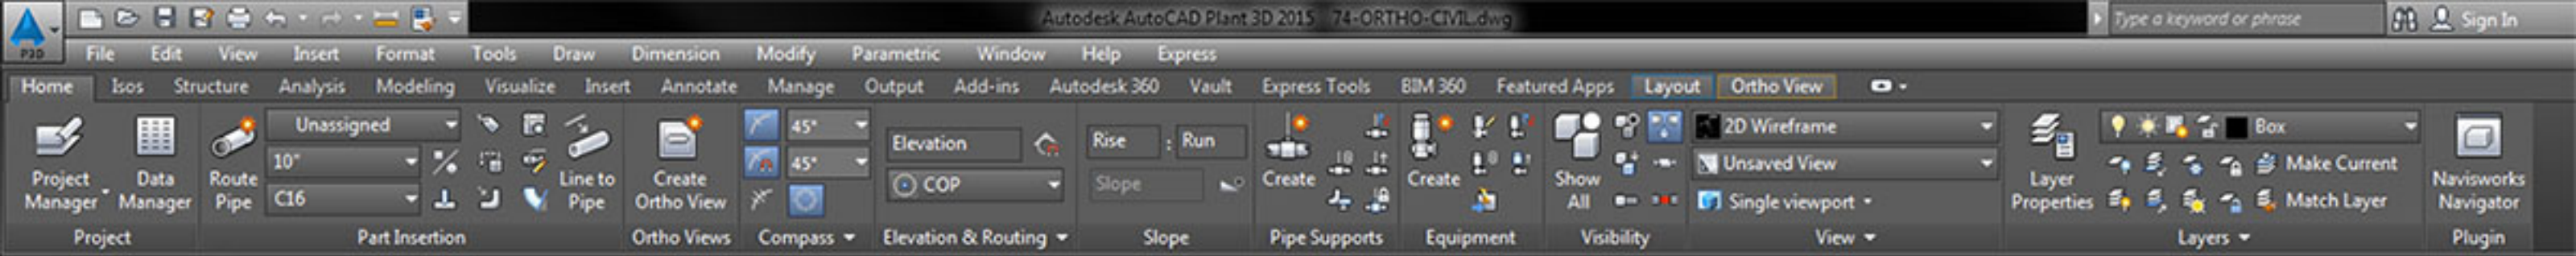 Autodesk AutoCAD Plant 3D 2015 74-ORTHO-CIVIL.dwg Type a keyword or phrase Sign In
P3D
File Edit View Insert Format Tools Draw Dimension Modify Parametric Window Help Express
Home Isos Structure Analysis Modeling Visualize Insert Annotate Manage Output Add-ins Autodesk 360 Vault Express Tools BIM 360 Featured Apps Layout Ortho View
Project Manager
Data Manager
Project
Route Pipe
Unassigned
10"
C16
Line to Pipe
Part Insertion
Create Ortho View
Ortho Views
45°
45°
Compass
Elevation
COP
Elevation & Routing
Rise : Run
Slope
Slope
Create
Pipe Supports
Create
Equipment
Show All
Visibility
2D Wireframe
Unsaved View
Single viewport
View
Layer Properties
Box
Make Current
Match Layer
Layers
Navisworks Navigator
Plugin